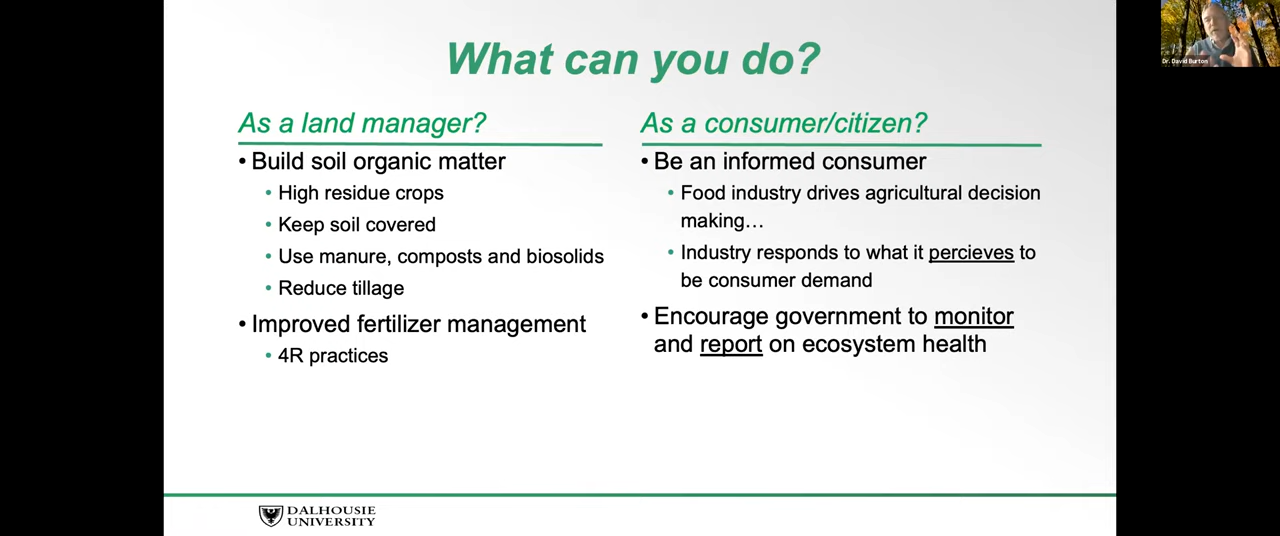 What can you do?
As a land manager?
• Build soil organic matter
• High residue crops
• Keep soil covered
• Use manure, composts and biosolids
• Reduce tillage
• Improved fertilizer management
• 4R practices
As a consumer/citizen?
• Be an informed consumer
• Food industry drives agricultural decision
making…
• Industry responds to what it percieves to
be consumer demand
• Encourage government to monitor
and report on ecosystem health
DALHOUSIE
UNIVERSITY
Dr. David Burton